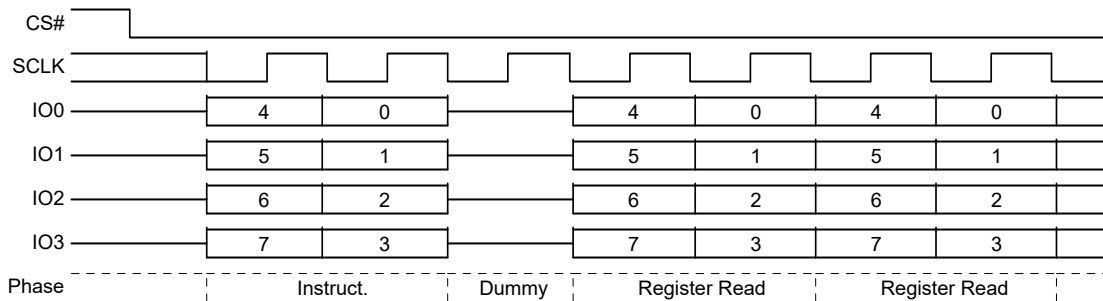 CS#
SCLK
IO0 4 0 4 0 4 0
IO1 5 1 5 1 5 1
IO2 6 2 6 2 6 2
IO3 7 3 7 3 7 3
Phase Instruct. Dummy Register Read Register Read